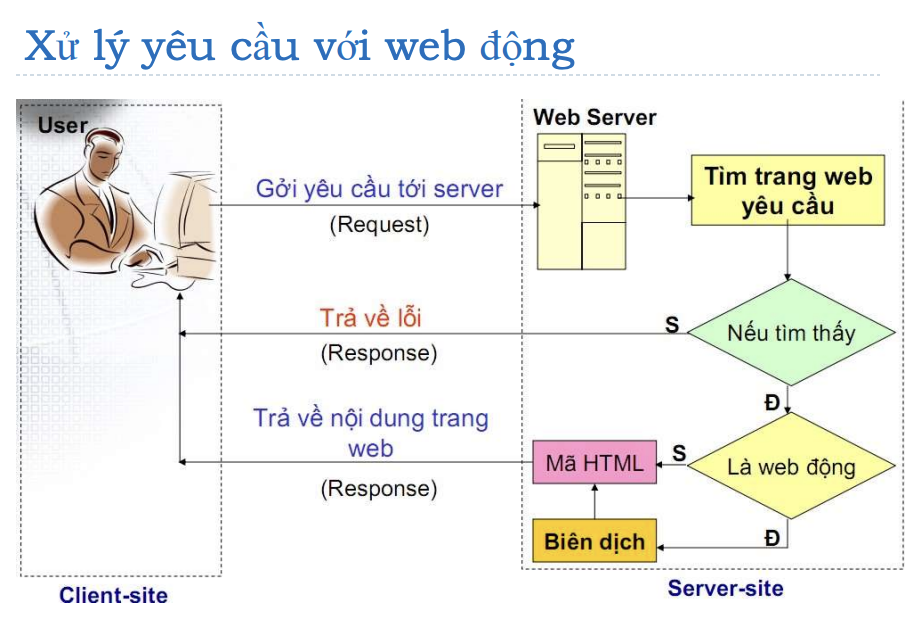 Xử lý yêu cầu với web động
User
Web Server
Gởi yêu cầu tới server
(Request)
Tìm trang web
yêu cầu
Trả về lỗi
(Response)
S
Nếu tìm thấy
Đ
Trả về nội dung trang
web
(Response)
Mã HTML
S
Là web động
Biên dịch
Đ
Client-site
Server-site